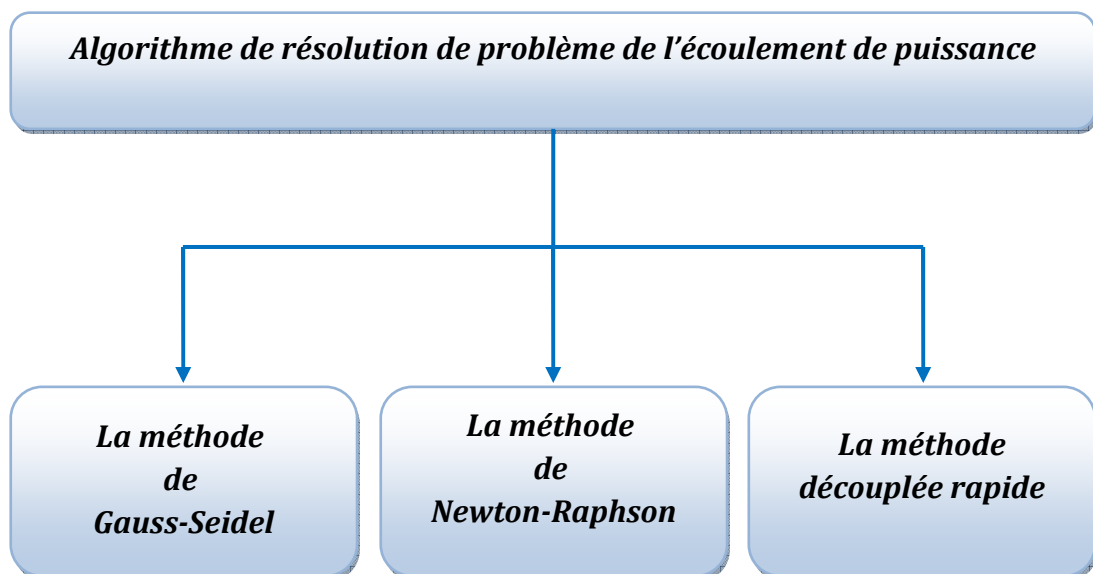 Algorithme de résolution de problème de l’écoulement de puissance
La méthode
de
Gauss-Seidel
La méthode
de
Newton-Raphson
La méthode
découplée rapide